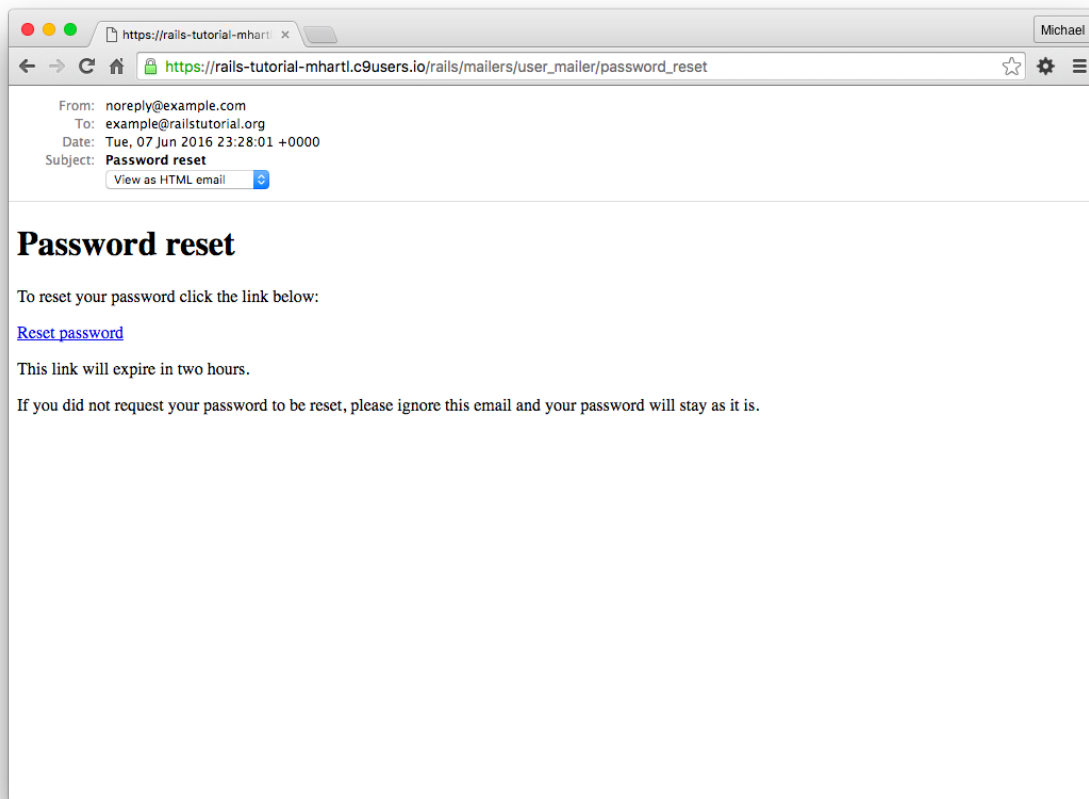 https://rails-tutorial-mhartl
Michael
https://rails-tutorial-mhartl.c9users.io/rails/mailers/user_mailer/password_reset
From: noreply@example.com
To: example@railstutorial.org
Date: Tue, 07 Jun 2016 23:28:01 +0000
Subject: Password reset
View as HTML email
Password reset
To reset your password click the link below:
Reset password
This link will expire in two hours.
If you did not request your password to be reset, please ignore this email and your password will stay as it is.